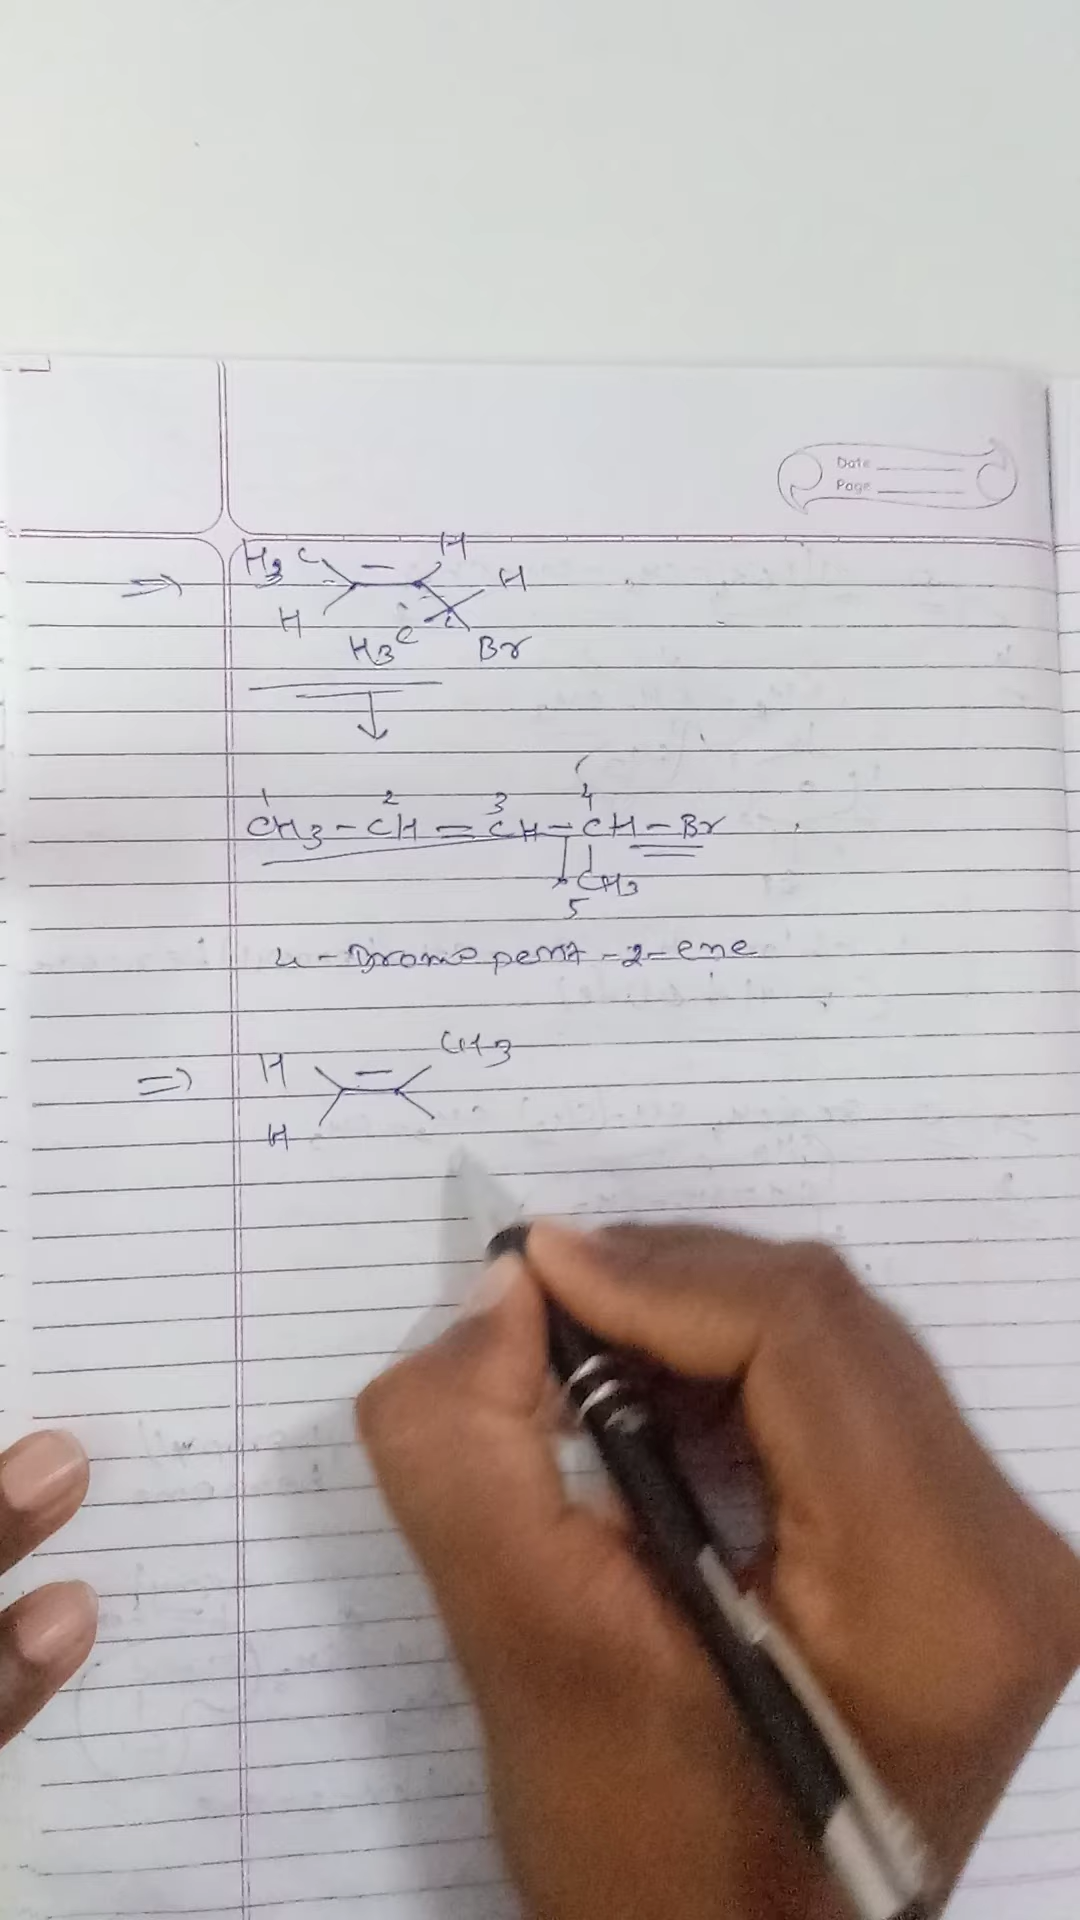 Date
Page
H3C H
⇒ H
H
H3C C Br
↓
1 2 3 4
CH3-CH=CH-CH-Br
CH3
5
4-Bromo pent-2-ene
⇒ H CH3
H